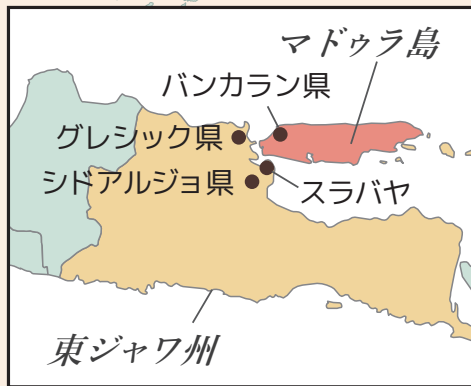 マドゥラ島
バンカラン県
グレシック県
シドアルジョ県
スラバヤ
東ジャワ州